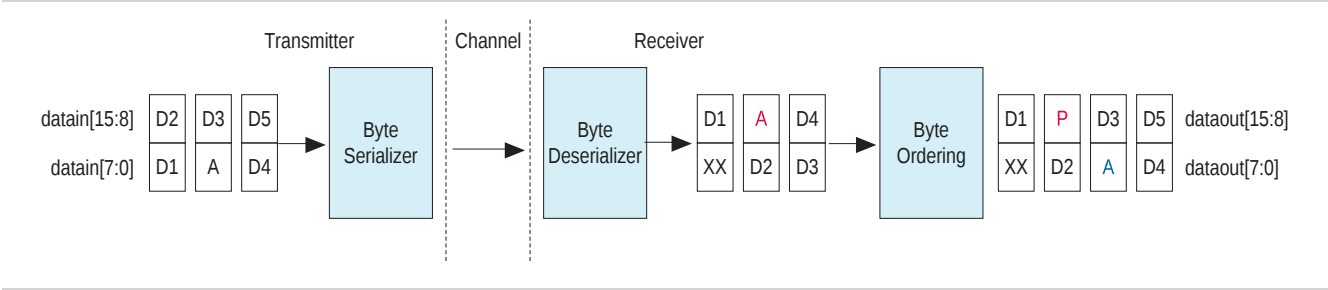 Transmitter Channel Receiver
datain[15:8] D2 D3 D5 D1 A D4 D1 P D3 D5 dataout[15:8]
Byte Serializer Byte Deserializer Byte Ordering
datain[7:0] D1 A D4 XX D2 D3 XX D2 A D4 dataout[7:0]